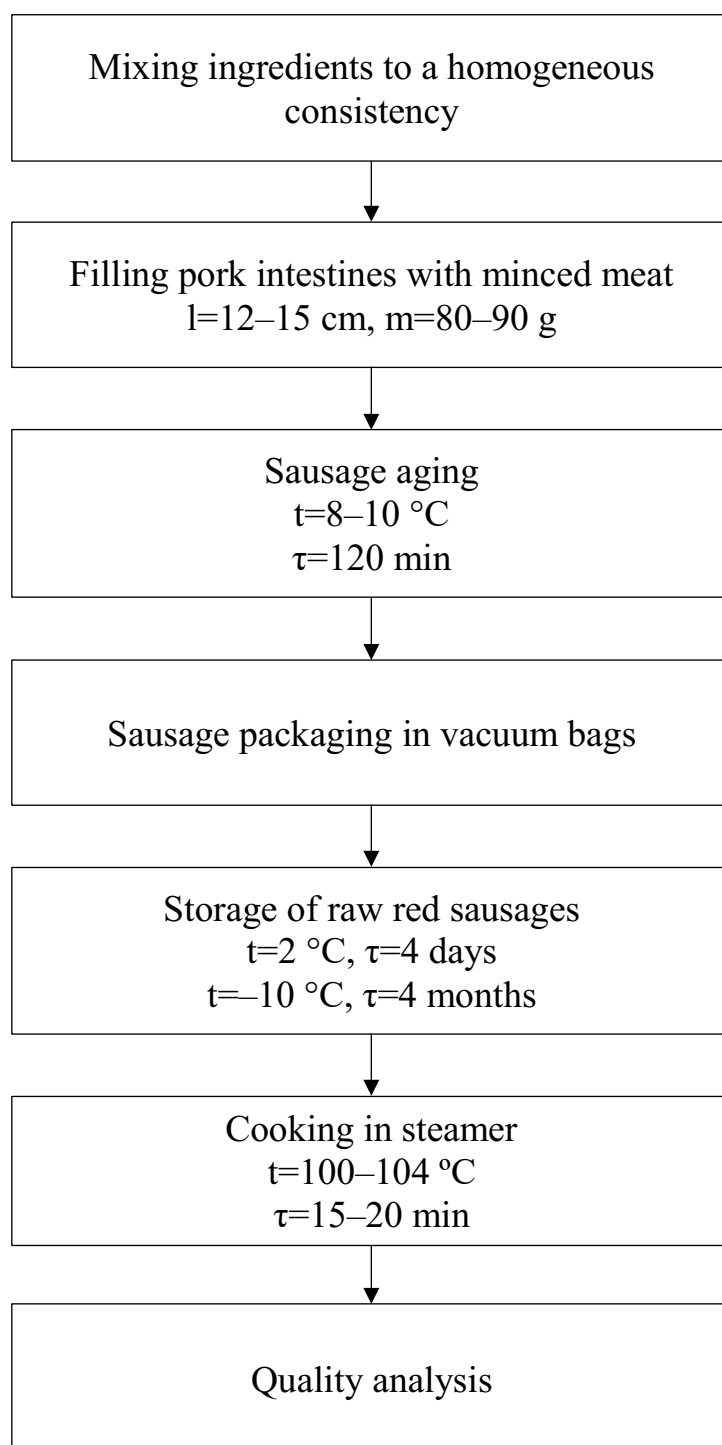 Mixing ingredients to a homogeneous
consistency
Filling pork intestines with minced meat
l=12–15 cm, m=80–90 g
Sausage aging
t=8–10 °C
τ=120 min
Sausage packaging in vacuum bags
Storage of raw red sausages
t=2 °C, τ=4 days
t=–10 °C, τ=4 months
Cooking in steamer
t=100–104 ºC
τ=15–20 min
Quality analysis